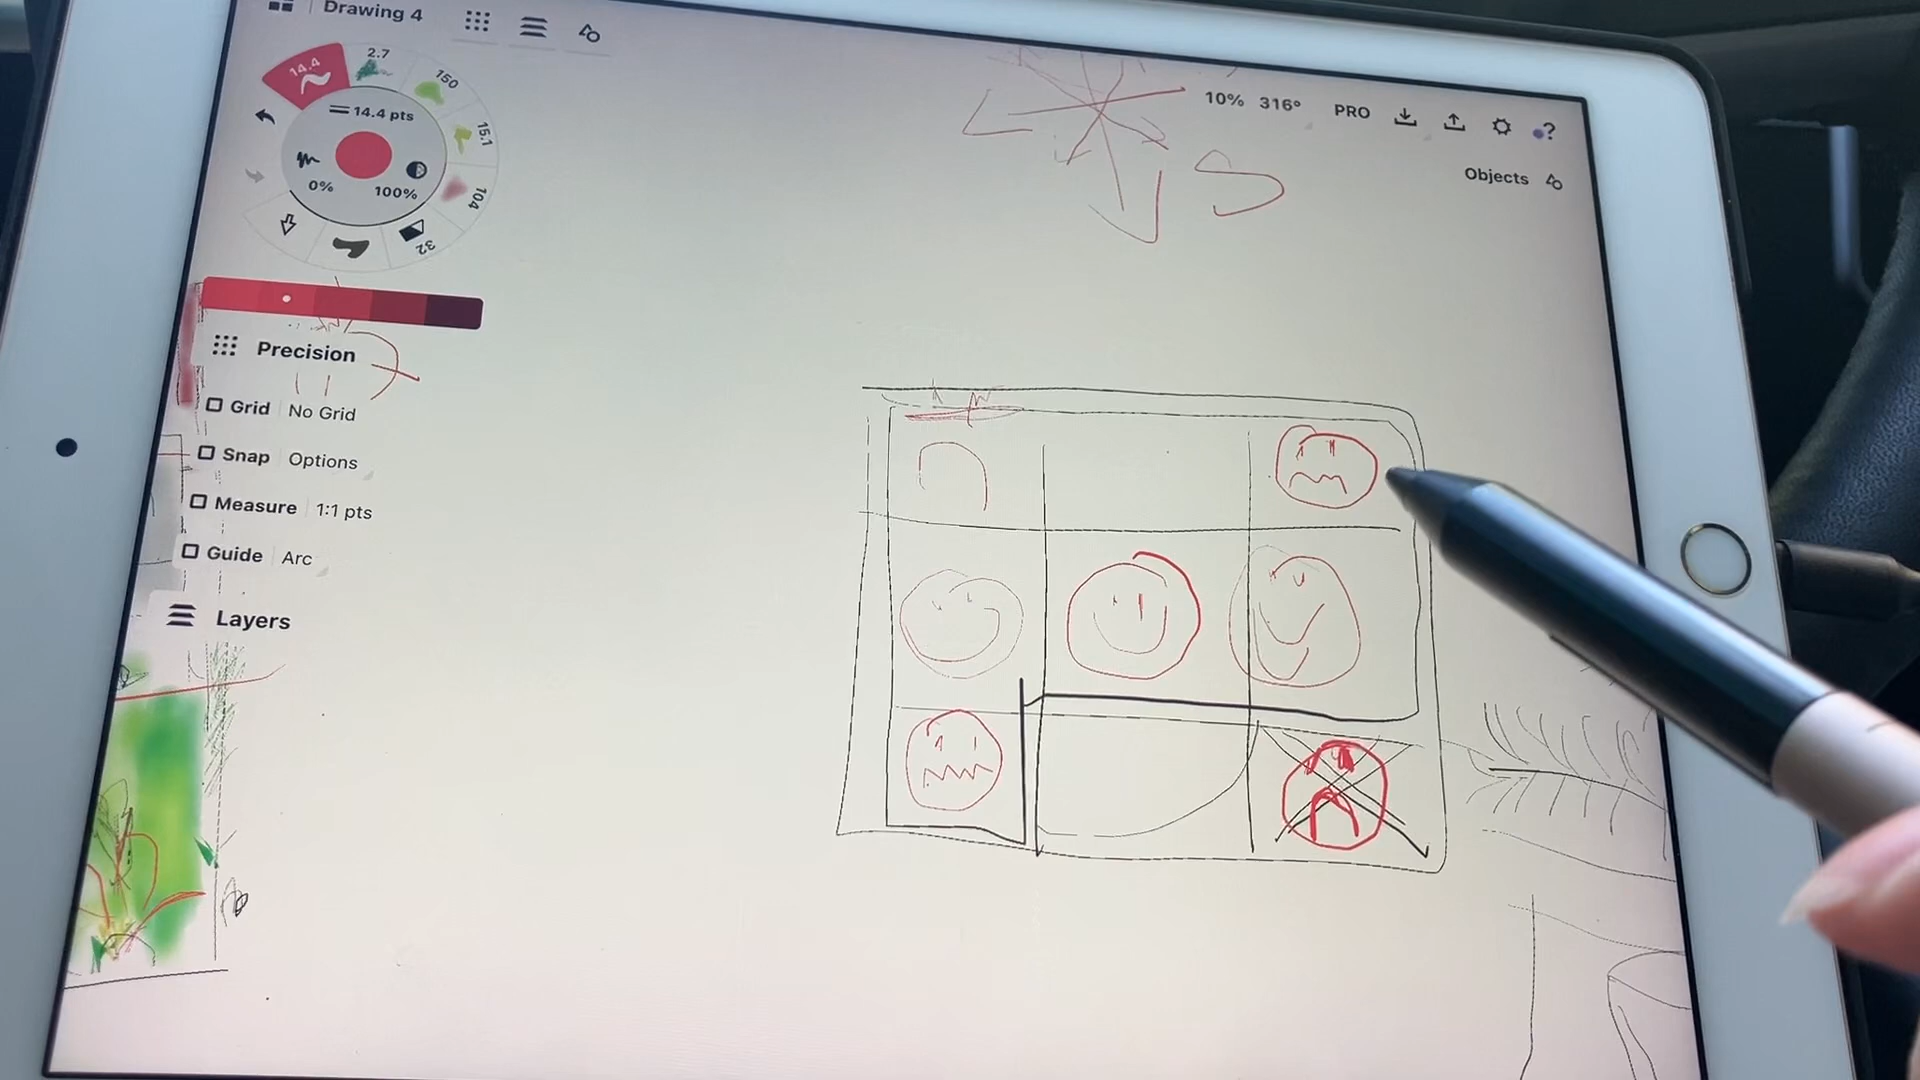 Drawing 4
10% 316° PRO ?
Objects
14.4
2.7
150
15.1
104
32
14.4 pts
0% 100%
Precision
Grid No Grid
Snap Options
Measure 1:1 pts
Guide Arc
Layers
S